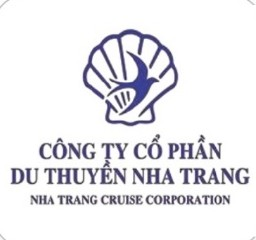 CÔNG TY CỔ PHẦN
DU THUYỀN NHA TRANG
NHA TRANG CRUISE CORPORATION